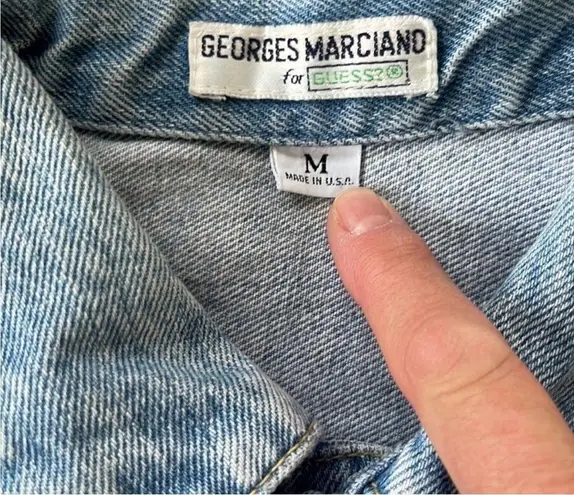 GEORGES MARCIANO
for GUESS?®
M
MADE IN U.S.A.